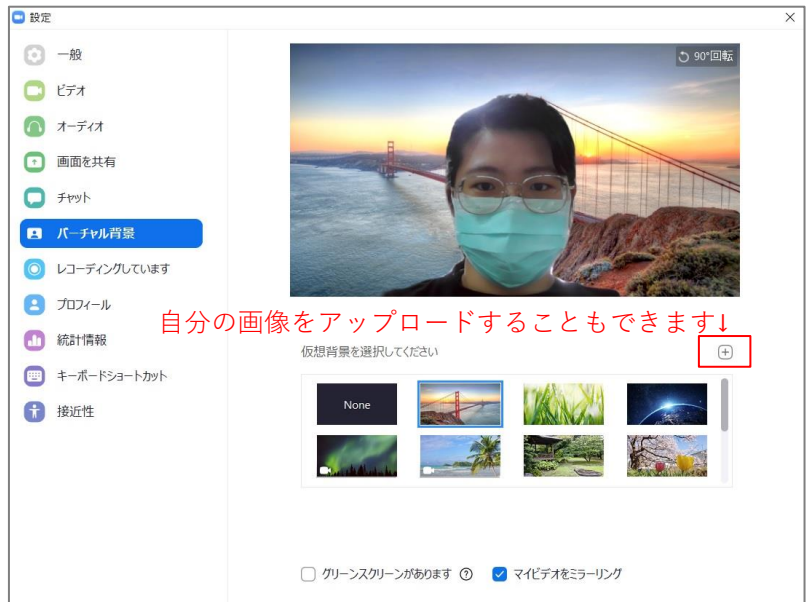 設定
一般
ビデオ
オーディオ
画面を共有
チャット
バーチャル背景
レコーディングしています
プロフィール
統計情報
キーボードショートカット
接近性
90°回転
自分の画像をアップロードすることもできます↓
仮想背景を選択してください
None
グリーンスクリーンがあります
マイビデオをミラーリング